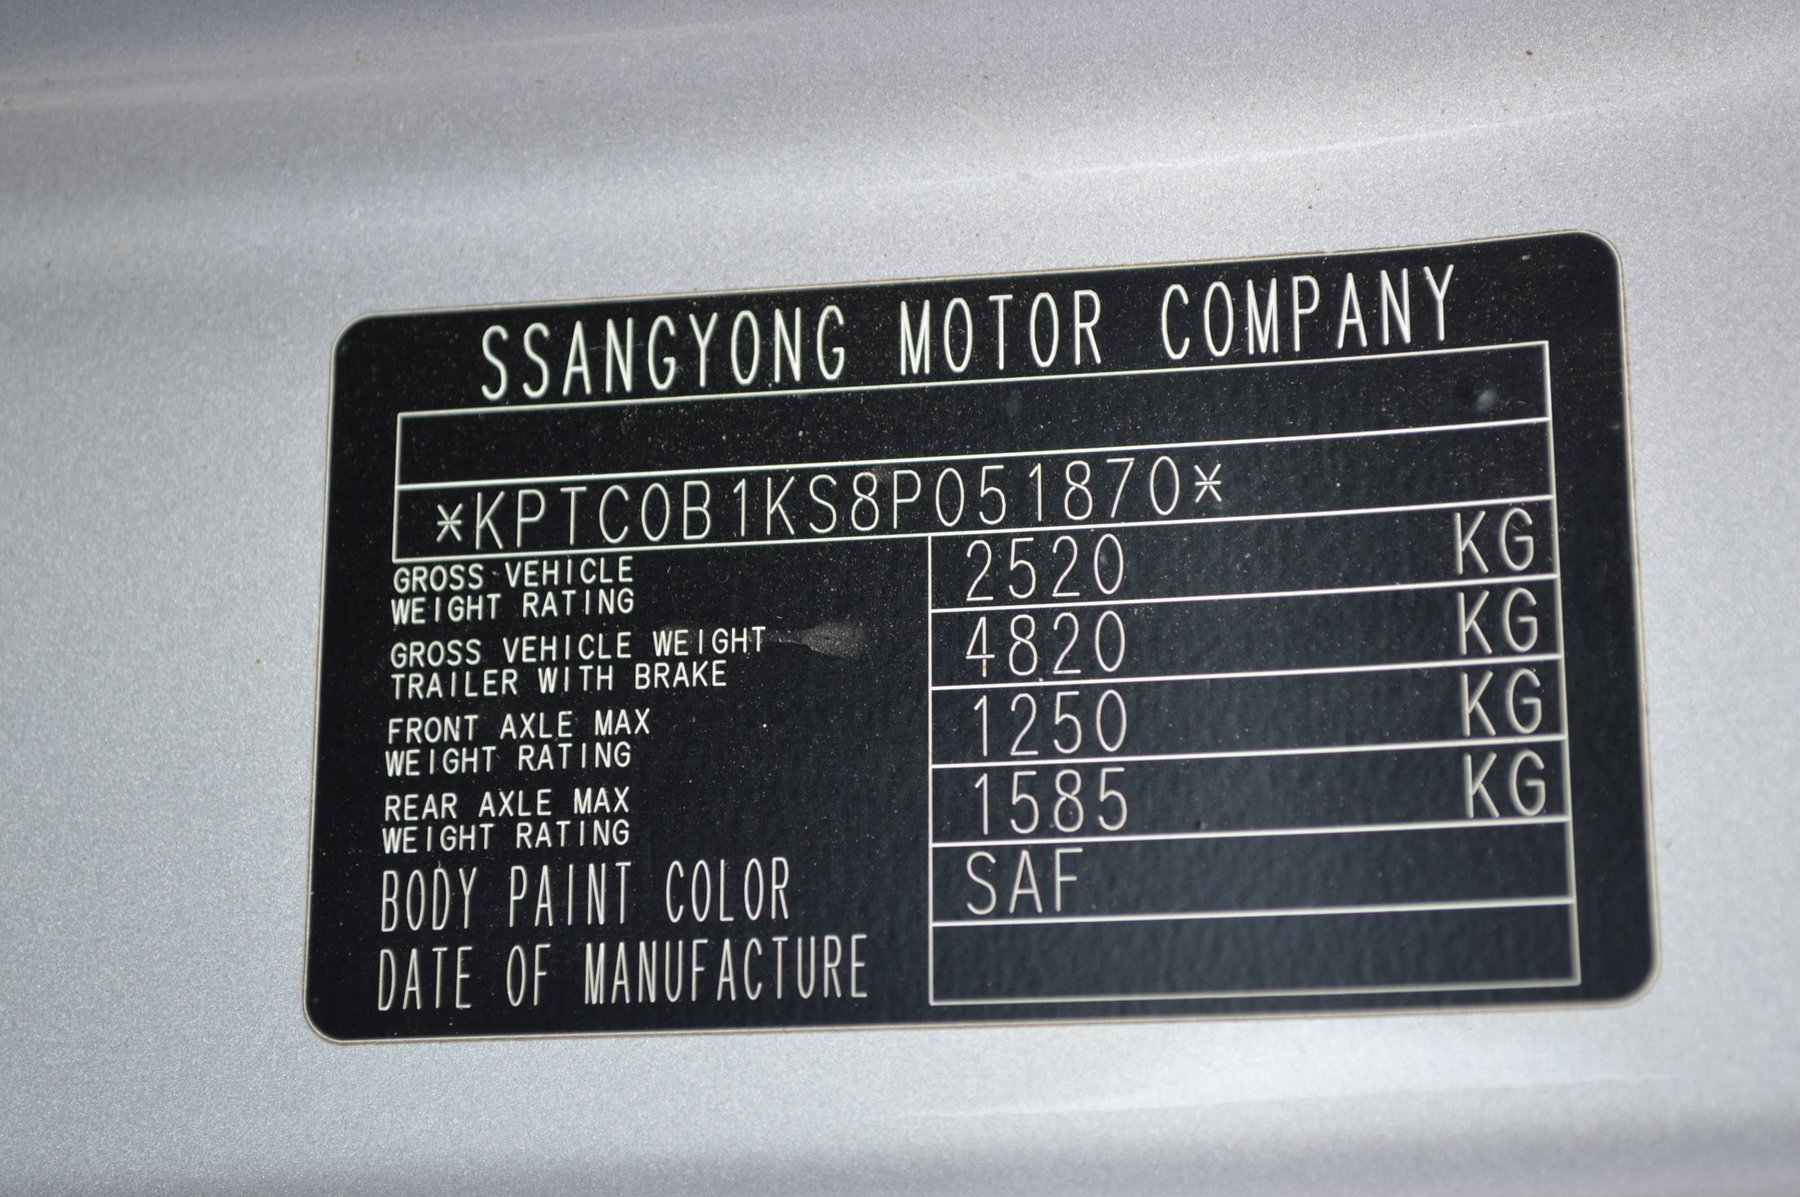 SSANGYONG MOTOR COMPANY
*KPTC0B1KS8P051870*
GROSS VEHICLE
WEIGHT RATING
2520 KG
GROSS VEHICLE WEIGHT
TRAILER WITH BRAKE
4820 KG
FRONT AXLE MAX
WEIGHT RATING
1250 KG
REAR AXLE MAX
WEIGHT RATING
1585 KG
BODY PAINT COLOR
SAF
DATE OF MANUFACTURE